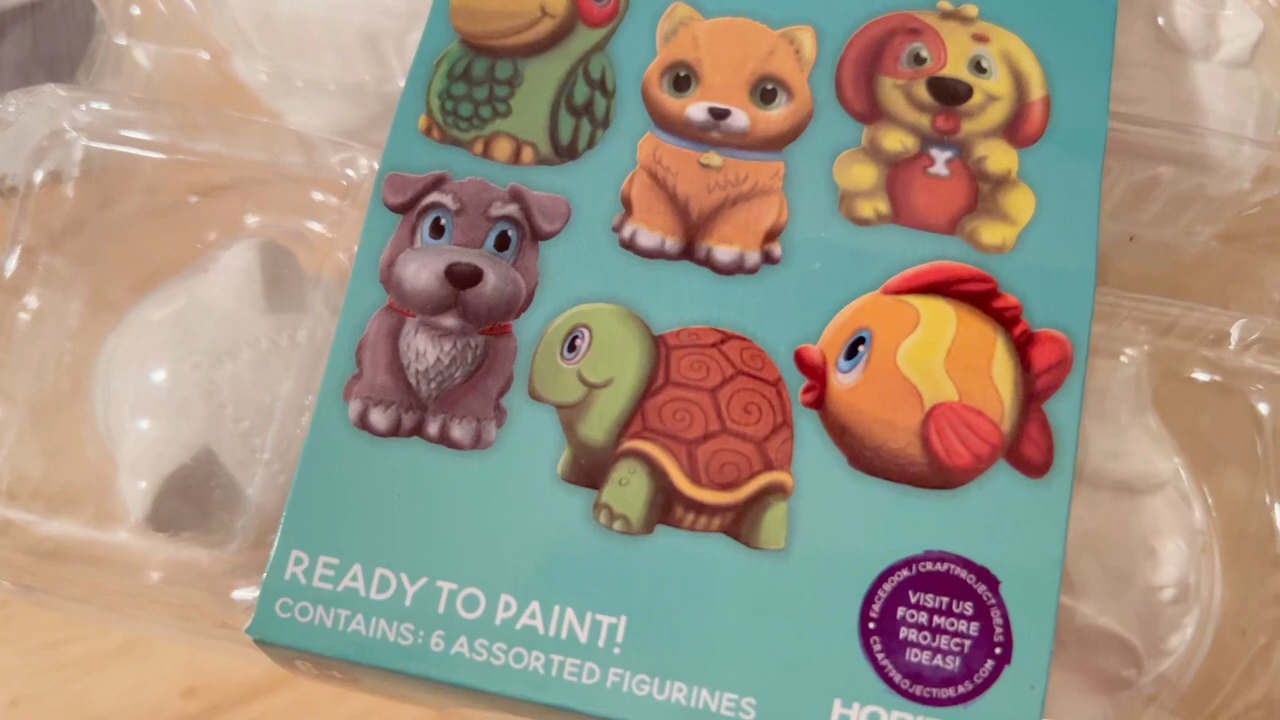 READY TO PAINT!
CONTAINS: 6 ASSORTED FIGURINES
FACEBOOK/CRAFTPROJECTIDEAS
VISIT US
FOR MORE
PROJECT
IDEAS!
CRAFTPROJECTIDEAS.COM